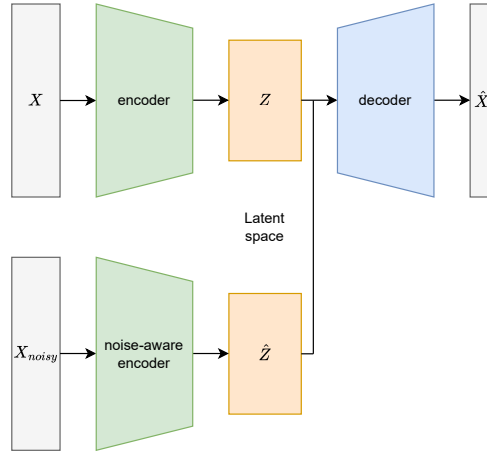 X
encoder
Z
decoder
X̂
Latent
space
X_noisy
noise-aware
encoder
Ẑ